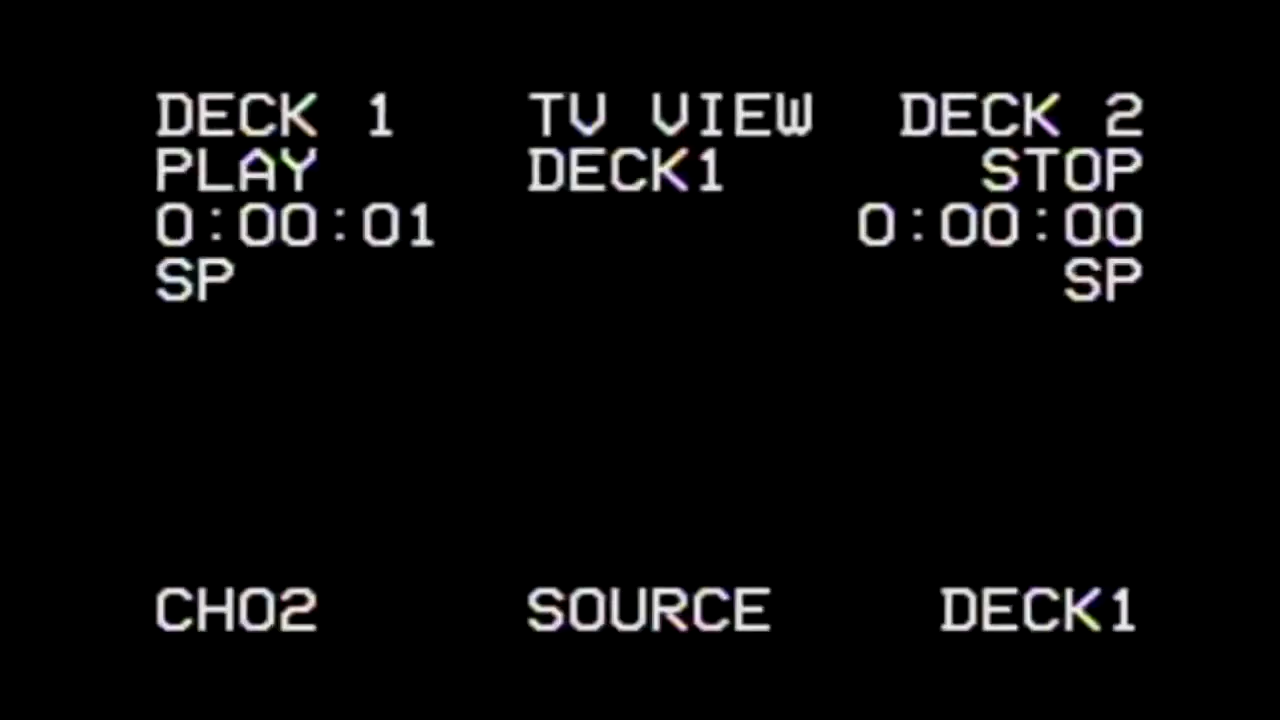 DECK 1 TV VIEW DECK 2
PLAY DECK1 STOP
0:00:01 0:00:00
SP SP
CH02 SOURCE DECK1